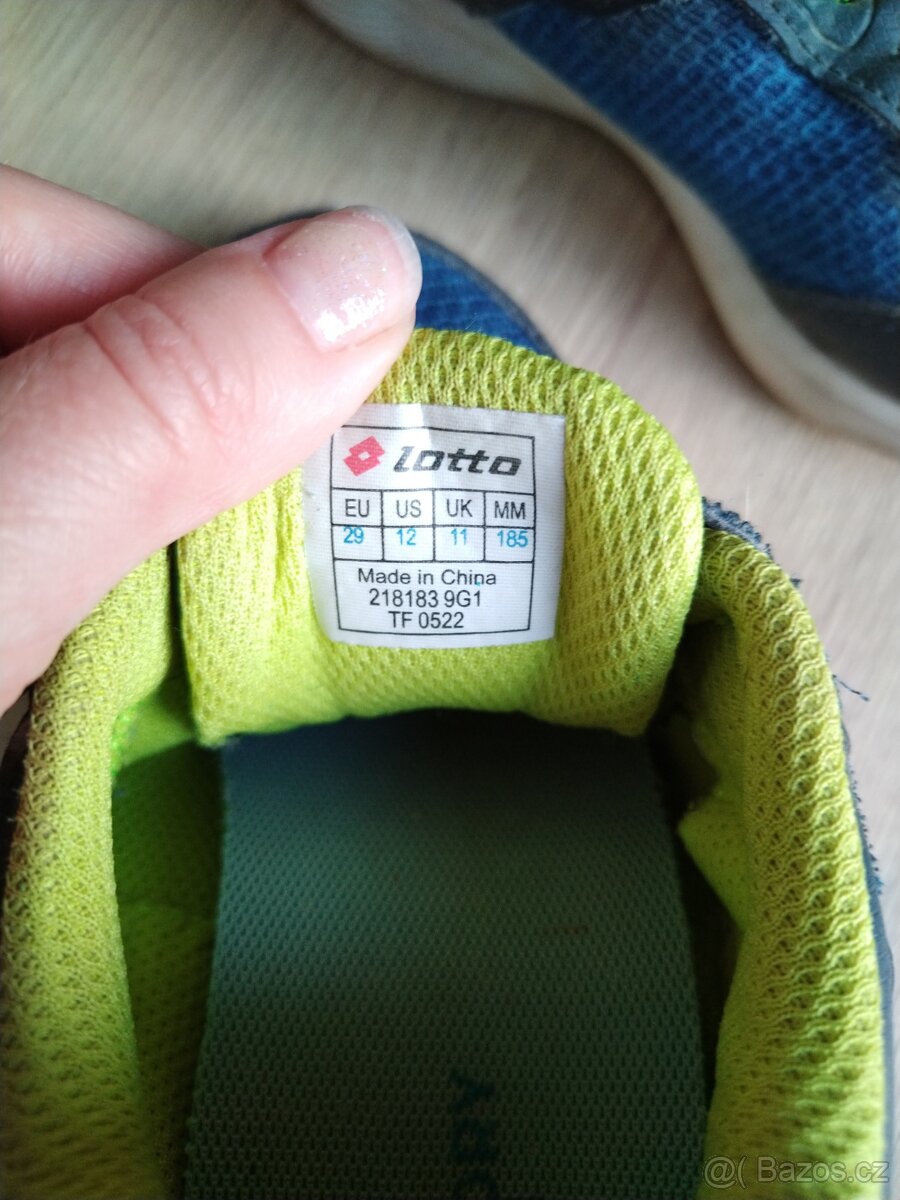 lotto
EU US UK MM
29 12 11 185
Made in China
218183 9G1
TF 0522
@( Bazos.cz